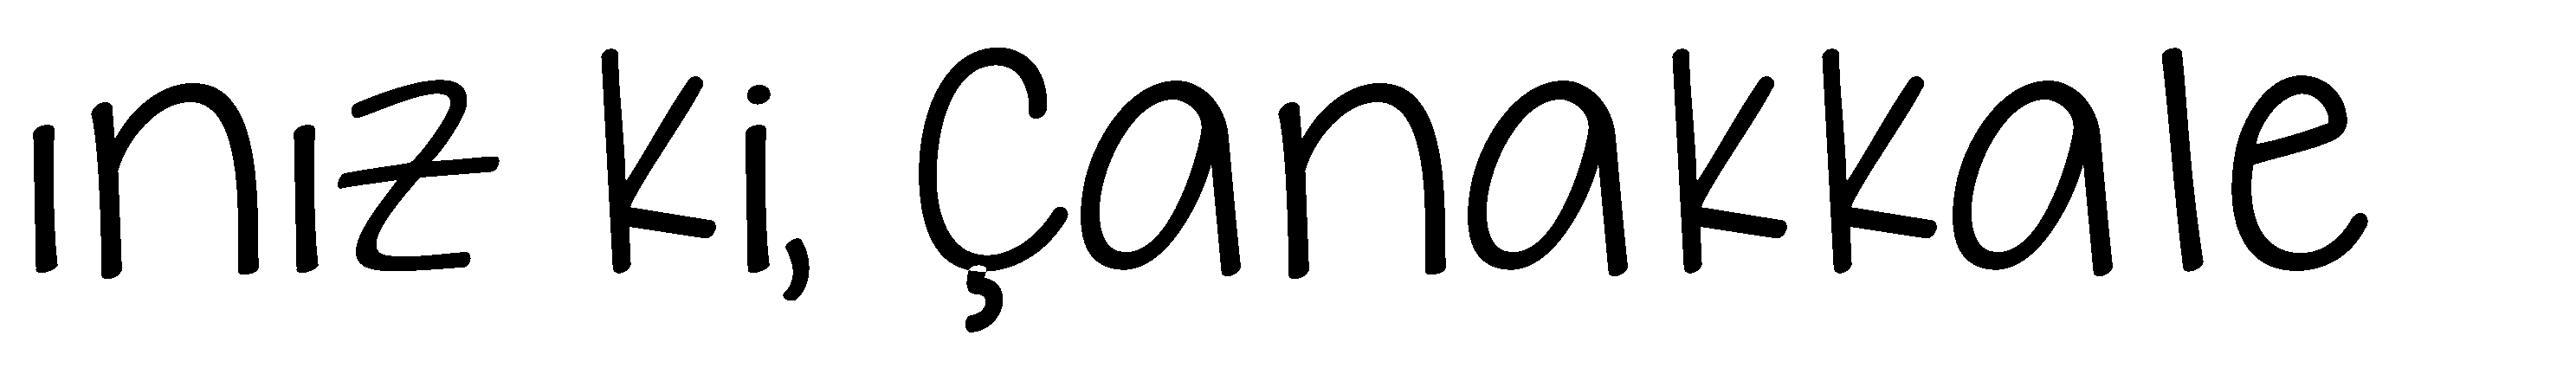 ınız ki, Çanakkale